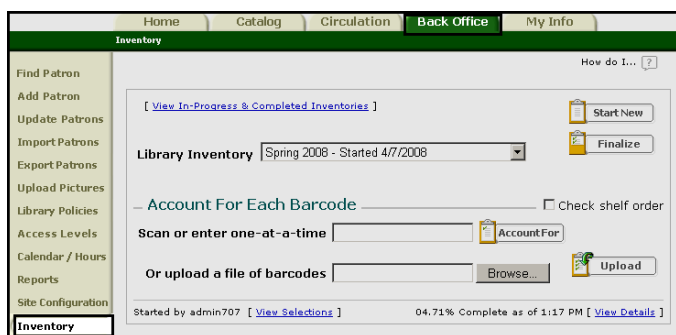 Home Catalog Circulation Back Office My Info
Inventory
How do I... ?
Find Patron
Add Patron
Update Patrons
Import Patrons
Export Patrons
Upload Pictures
Library Policies
Access Levels
Calendar / Hours
Reports
Site Configuration
Inventory
[ View In-Progress & Completed Inventories ]
Start New
Library Inventory Spring 2008 - Started 4/7/2008
Finalize
Account For Each Barcode Check shelf order
Scan or enter one-at-a-time Account For
Or upload a file of barcodes Browse... Upload
Started by admin707 [ View Selections ] 04.71% Complete as of 1:17 PM [ View Details ]